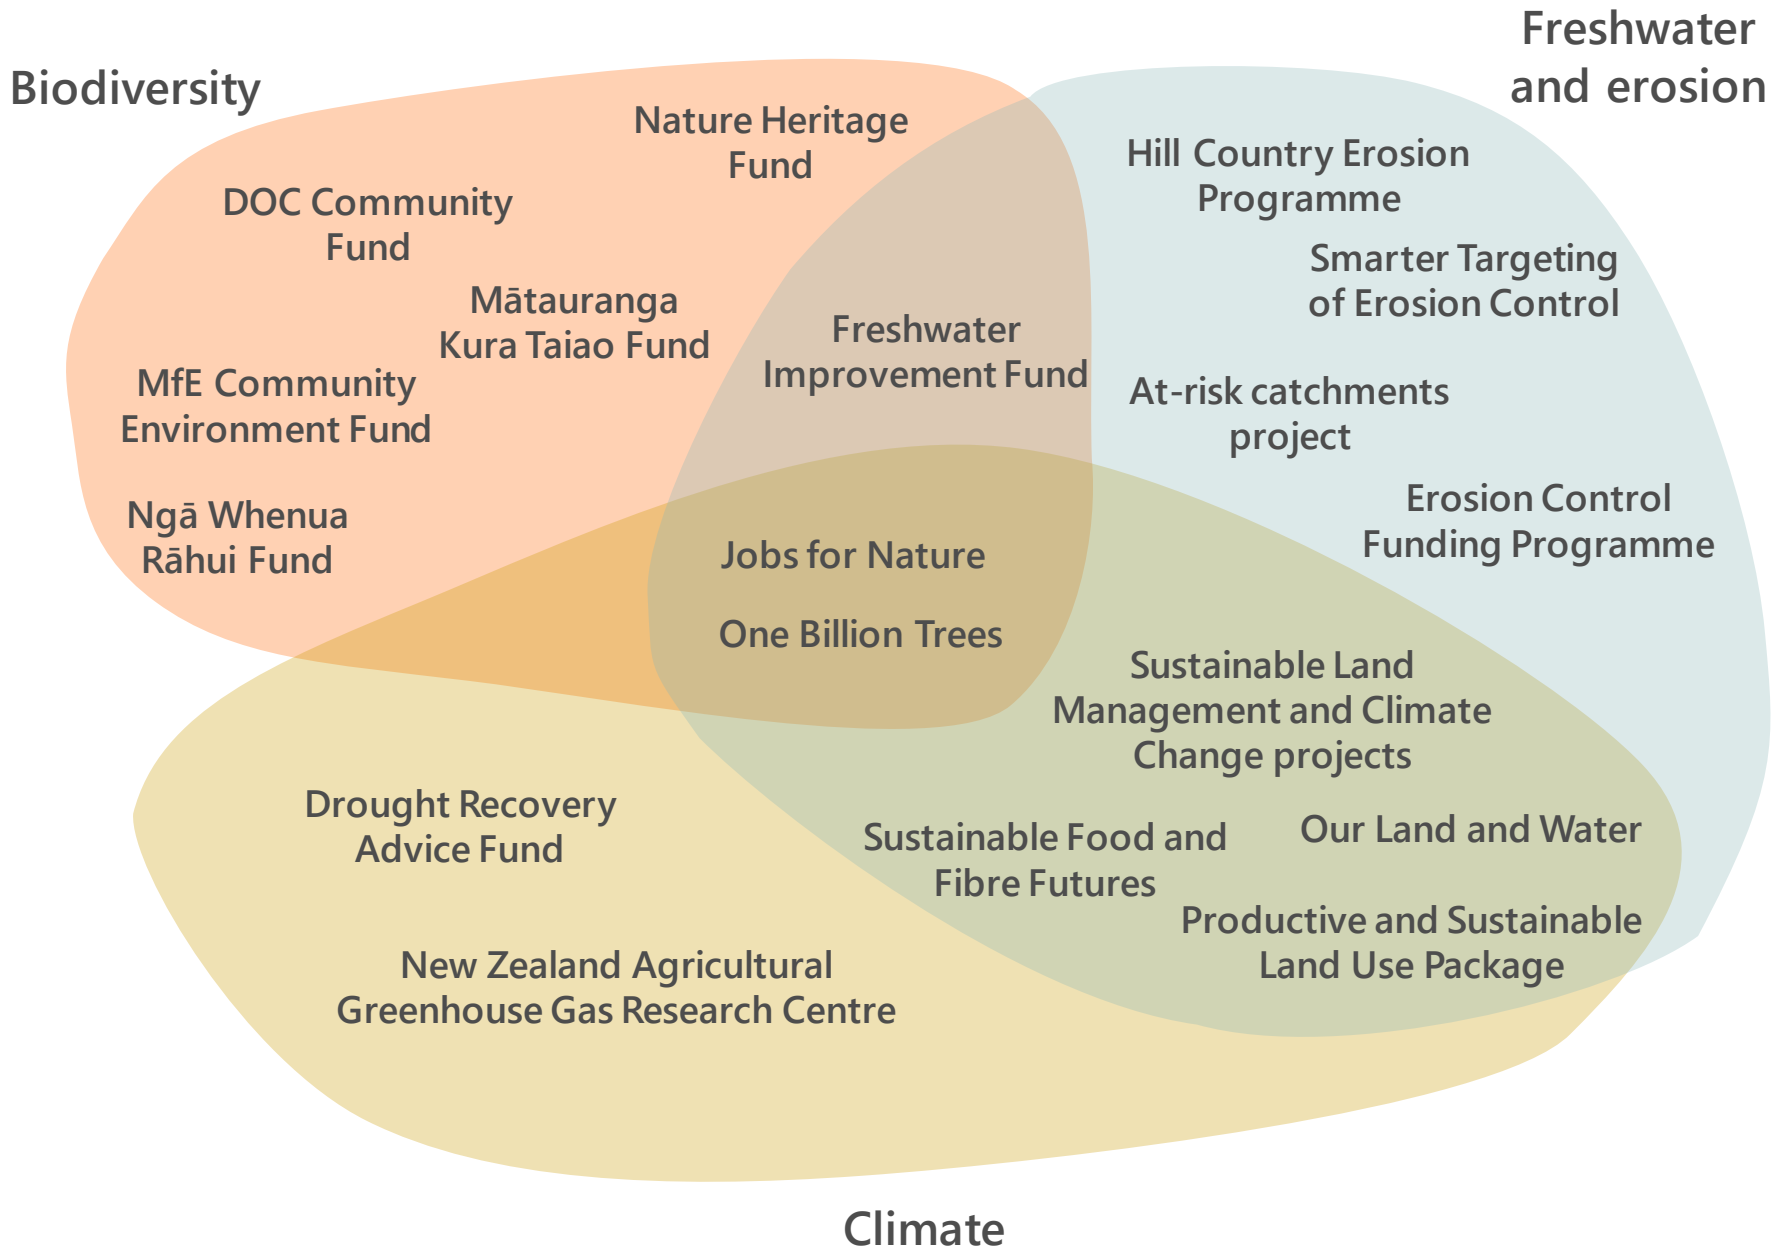 Freshwater
and erosion
Biodiversity
Nature Heritage
Fund
DOC Community
Fund
Mātauranga
Kura Taiao Fund
MfE Community
Environment Fund
Ngā Whenua
Rāhui Fund
Freshwater
Improvement Fund
Hill Country Erosion
Programme
Smarter Targeting
of Erosion Control
At-risk catchments
project
Erosion Control
Funding Programme
Jobs for Nature
One Billion Trees
Sustainable Land
Management and Climate
Change projects
Sustainable Food and
Fibre Futures
Our Land and Water
Productive and Sustainable
Land Use Package
Drought Recovery
Advice Fund
New Zealand Agricultural
Greenhouse Gas Research Centre
Climate